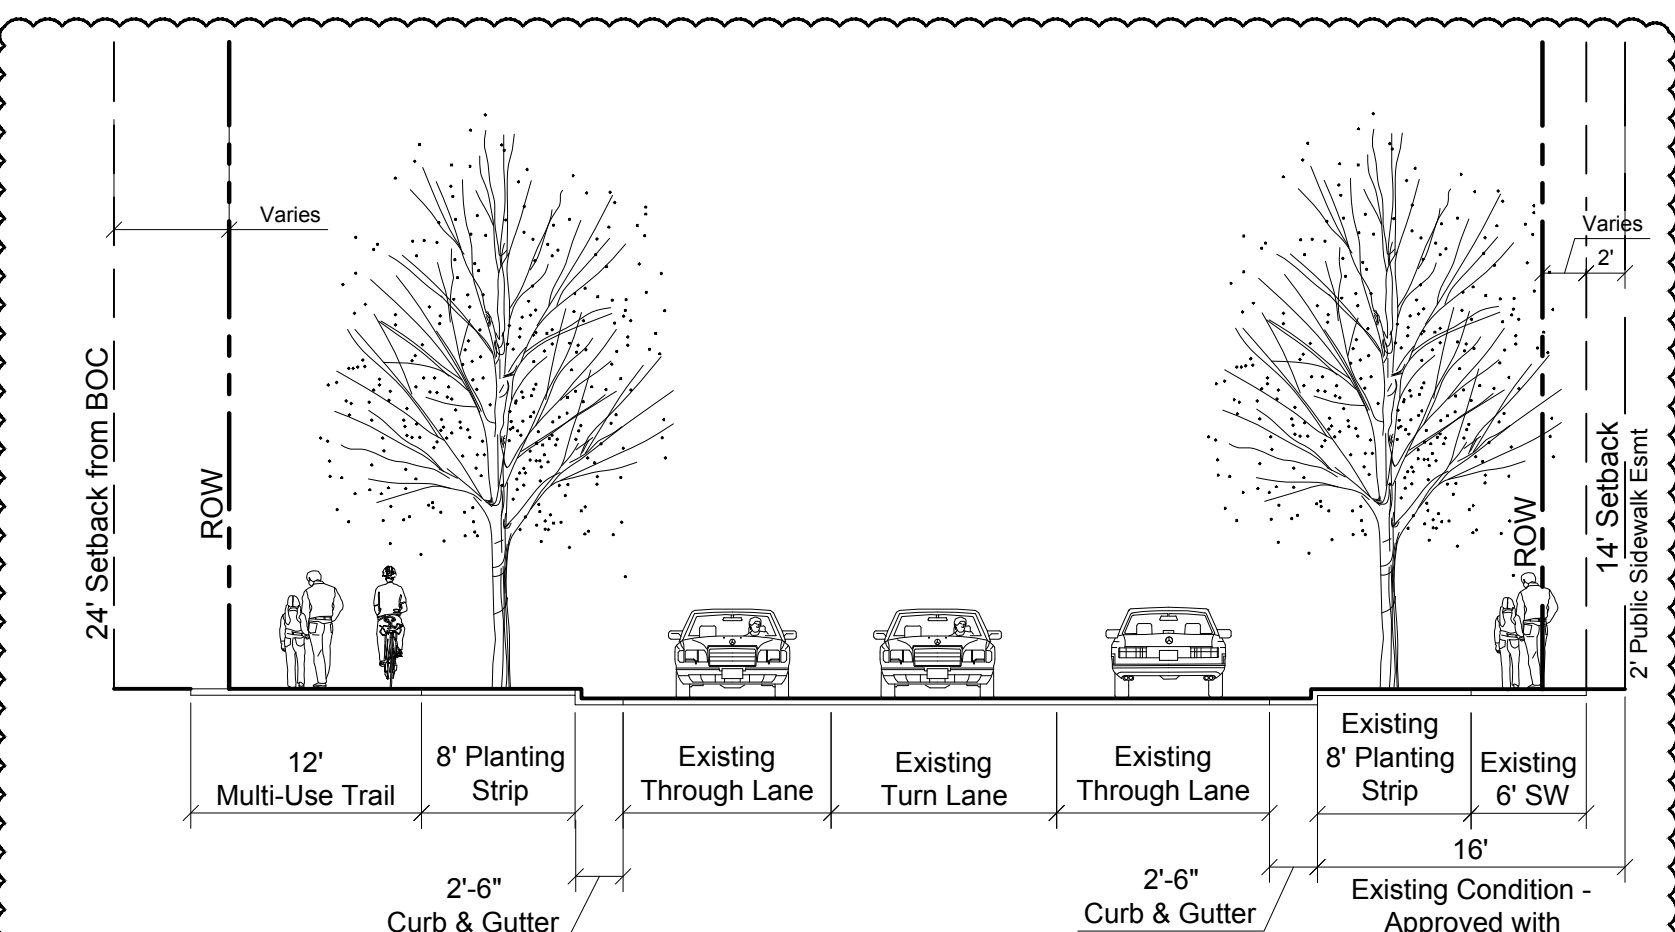 Varies
Varies
2'
24' Setback from BOC
ROW
ROW
14' Setback
2' Public Sidewalk Esmt
12'
Multi-Use Trail
8' Planting
Strip
Existing
Through Lane
Existing
Turn Lane
Existing
Through Lane
Existing
8' Planting
Strip
Existing
6' SW
2'-6"
Curb & Gutter
2'-6"
Curb & Gutter
16'
Existing Condition -
Approved with